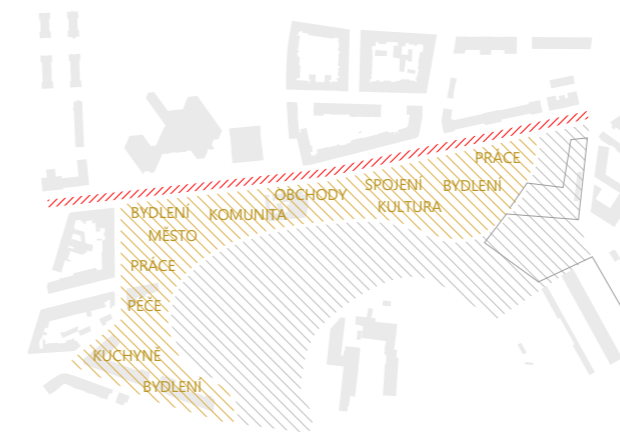 PRÁCE
SPOJENÍ
BYDLENÍ
OBCHODY
KULTURA
BYDLENÍ
KOMUNITA
MĚSTO
PRÁCE
PÉČE
KUCHYNĚ
BYDLENÍ